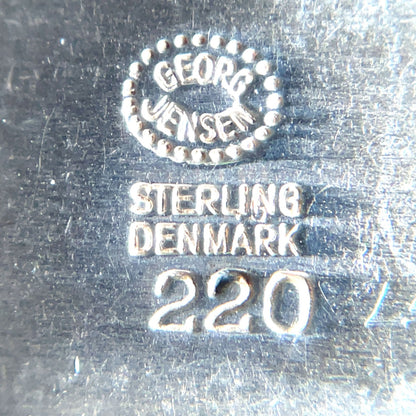 GEORG
JENSEN
STERLING
DENMARK
220